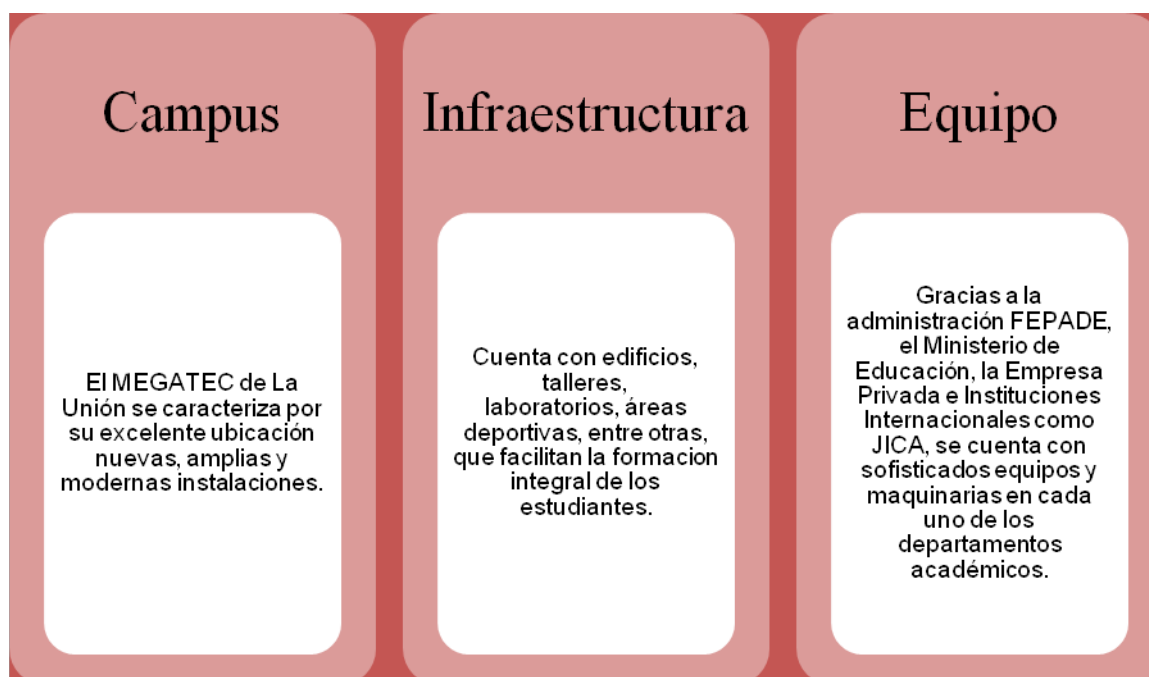 Campus
El MEGATEC de La
Unión se caracteriza por
su excelente ubicación
nuevas, amplias y
modernas instalaciones.
Infraestructura
Cuenta con edificios,
talleres,
laboratorios, áreas
deportivas, entre otras,
que facilitan la formacion
integral de los
estudiantes.
Equipo
Gracias a la
administración FEPADE,
el Ministerio de
Educación, la Empresa
Privada e Instituciones
Internacionales como
JICA, se cuenta con
sofisticados equipos y
maquinarias en cada
uno de los
departamentos
académicos.